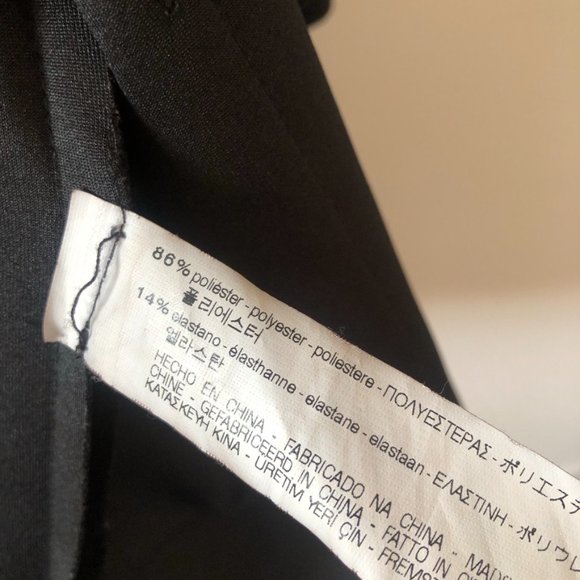 86% poliéster - polyester - poliestere - ΠΟΛΥΕΣΤΕΡΑΣ - ポリエステ
폴리에스터
14% elastano - élasthanne - elastane - elastaan - ΕΛΑΣΤΙΝΗ - ポリウレ
엘라스탄
HECHO EN CHINA - FABRICADO NA CHINA - MADE
CHINE - GEFABRICEERD IN CHINA - FATTO IN C
ΚΑΤΑΣΚΕΥΗ ΚΙΝΑ - ÜRETİM YERİ ÇİN - FREMS